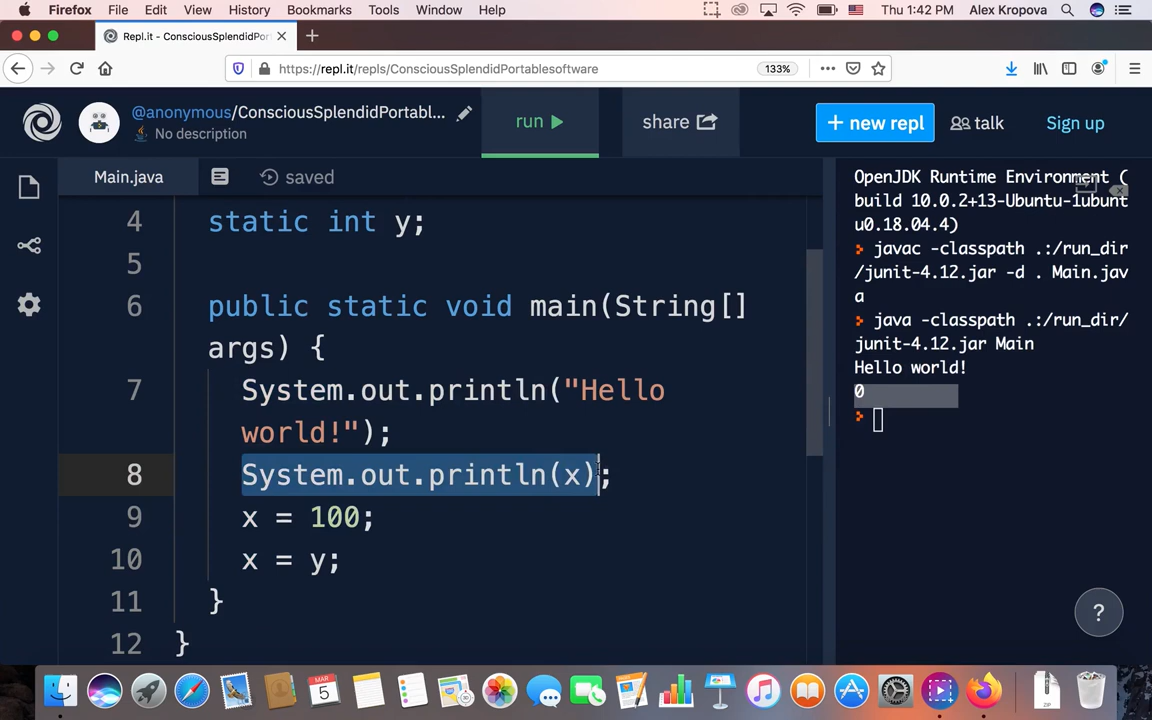 Firefox File Edit View History Bookmarks Tools Window Help Thu 1:42 PM Alex Kropova
Repl.it - ConsciousSplendidPor
https://repl.it/repls/ConsciousSplendidPortablesoftware 133%
@anonymous/ConsciousSplendidPortabl...
No description
run
share
+ new repl
talk
Sign up
Main.java
saved
4 static int y;
5
6 public static void main(String[]
args) {
7 System.out.println("Hello
world!");
8 System.out.println(x);
9 x = 100;
10 x = y;
11 }
12 }
OpenJDK Runtime Environment (
build 10.0.2+13-Ubuntu-1ubunt
u0.18.04.4)
> javac -classpath .:/run_dir
/junit-4.12.jar -d . Main.jav
a
> java -classpath .:/run_dir/
junit-4.12.jar Main
Hello world!
0
>
?
MAR
5
ZIP